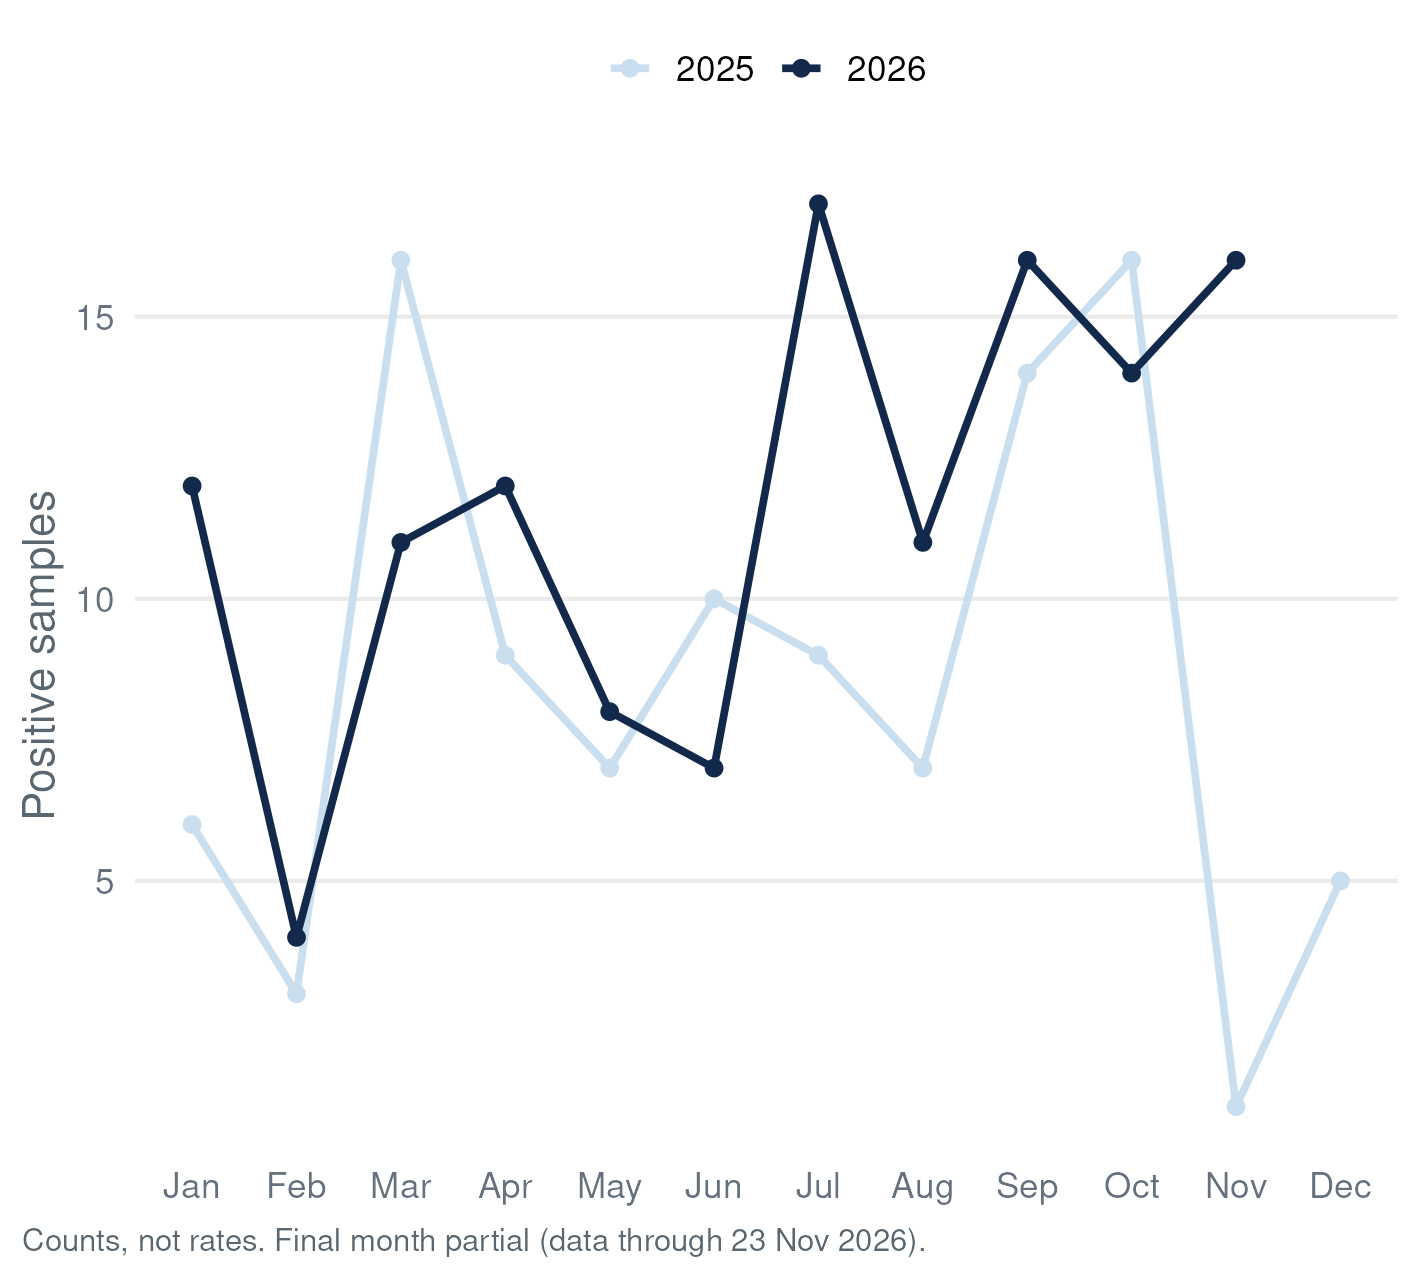 2025 2026
15
10
5
Positive samples
Jan Feb Mar Apr May Jun Jul Aug Sep Oct Nov Dec
Counts, not rates. Final month partial (data through 23 Nov 2026).